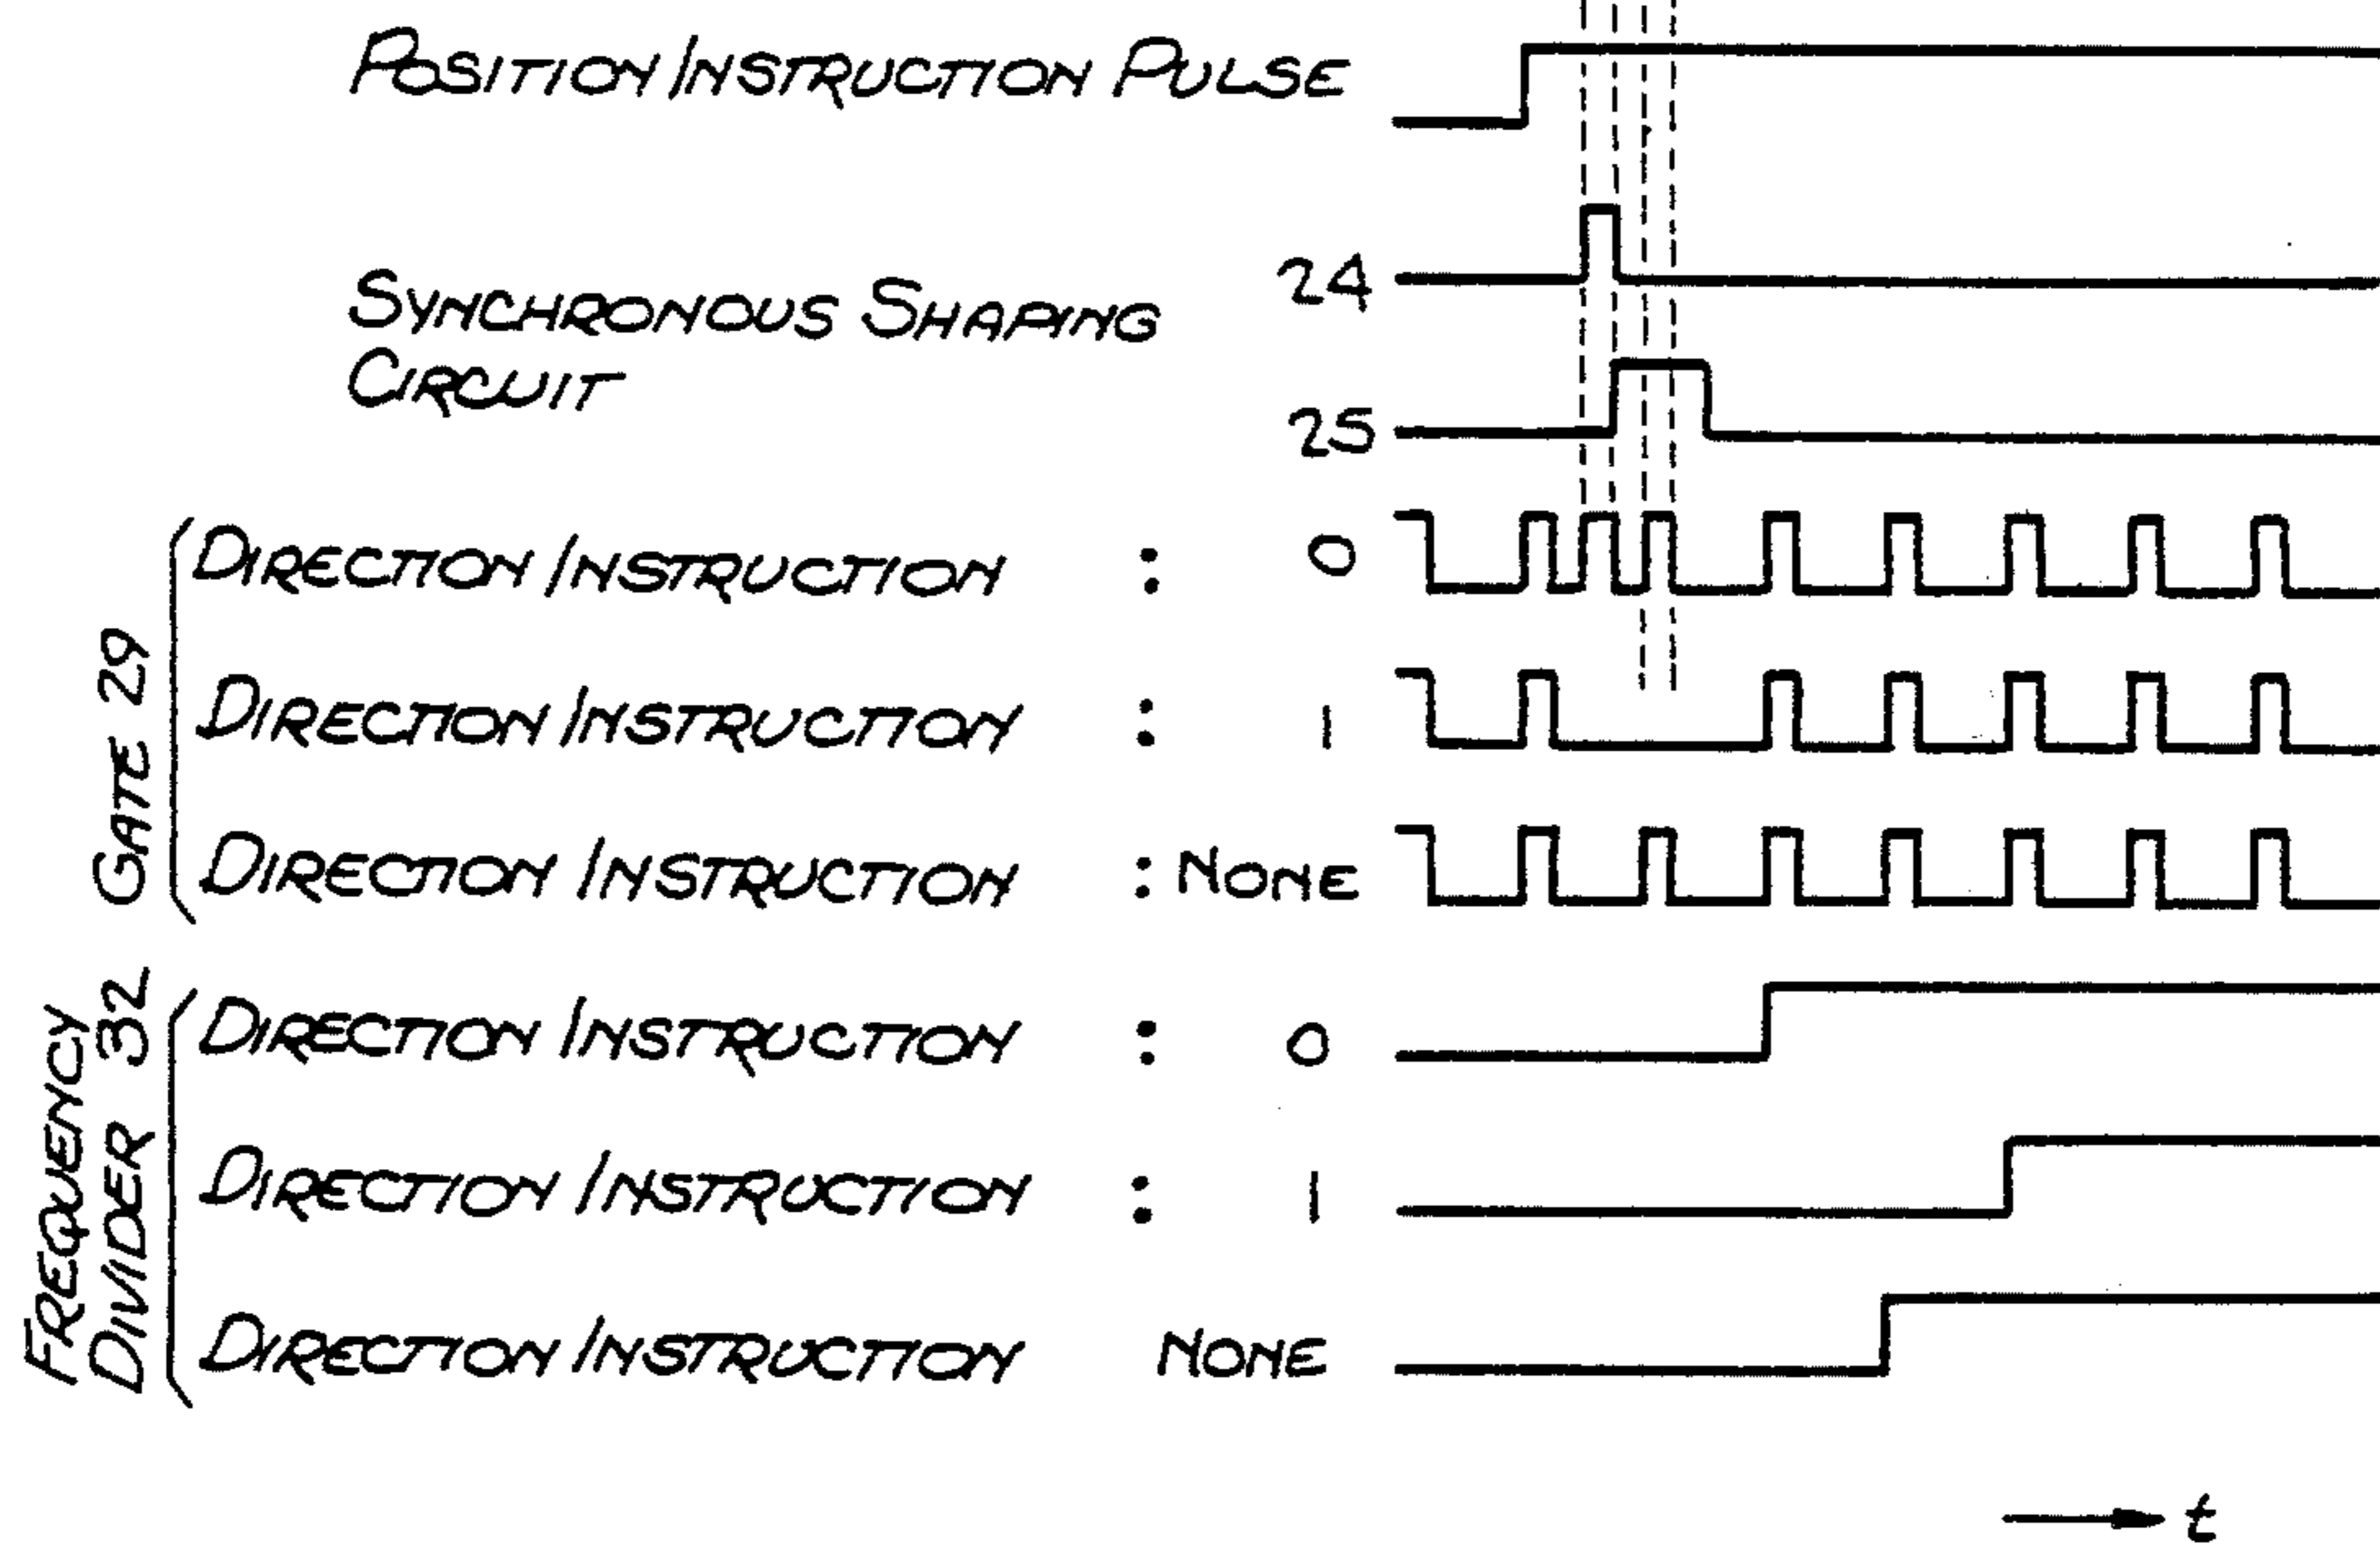 POSITION INSTRUCTION PULSE
24
SYNCHRONOUS SHAPING
CIRCUIT
25
GATE 29
DIRECTION INSTRUCTION : 0
DIRECTION INSTRUCTION : 1
DIRECTION INSTRUCTION : NONE
FREQUENCY
DIVIDER 32
DIRECTION INSTRUCTION : 0
DIRECTION INSTRUCTION : 1
DIRECTION INSTRUCTION NONE
t